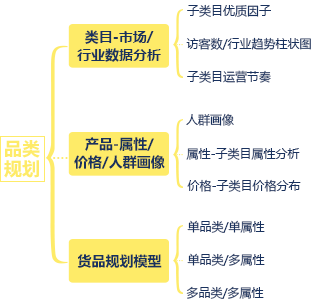 品类
规划
类目-市场/
行业数据分析
子类目优质因子
访客数/行业趋势柱状图
子类目运营节奏
产品-属性/
价格/人群画像
人群画像
属性-子类目属性分析
价格-子类目价格分布
货品规划模型
单品类/单属性
单品类/多属性
多品类/多属性